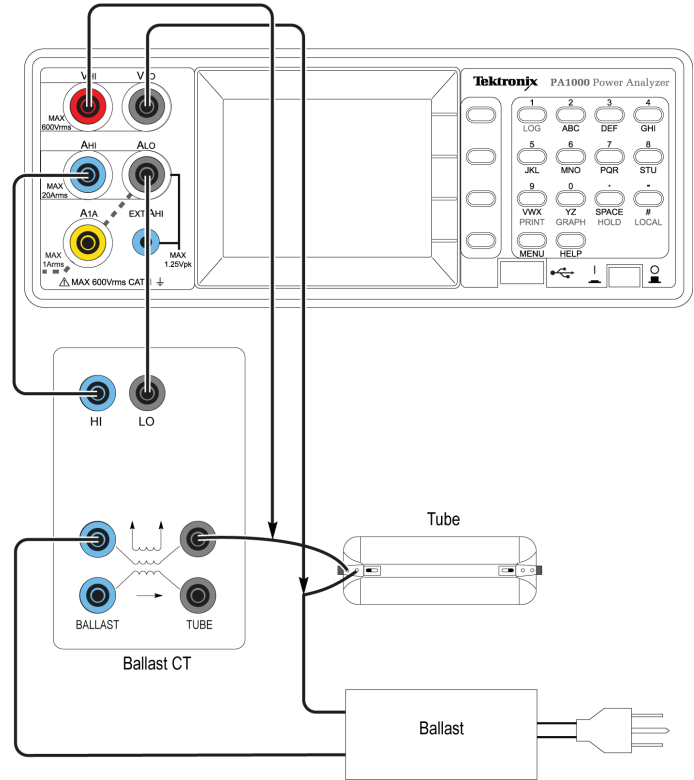 VHI
VLO
MAX
600Vrms
AHI
ALO
MAX
20Arms
A1A
EXT AHI
MAX
1Arms
MAX
1.25Vpk
⚠ MAX 600Vrms CAT
Tektronix PA1000 Power Analyzer
1 2 3 4
LOG ABC DEF GHI
5 6 7 8
JKL MNO PQR STU
9 0 . -
VWX YZ SPACE #
PRINT GRAPH HOLD LOCAL
MENU HELP
HI
LO
BALLAST
TUBE
Ballast CT
Tube
Ballast